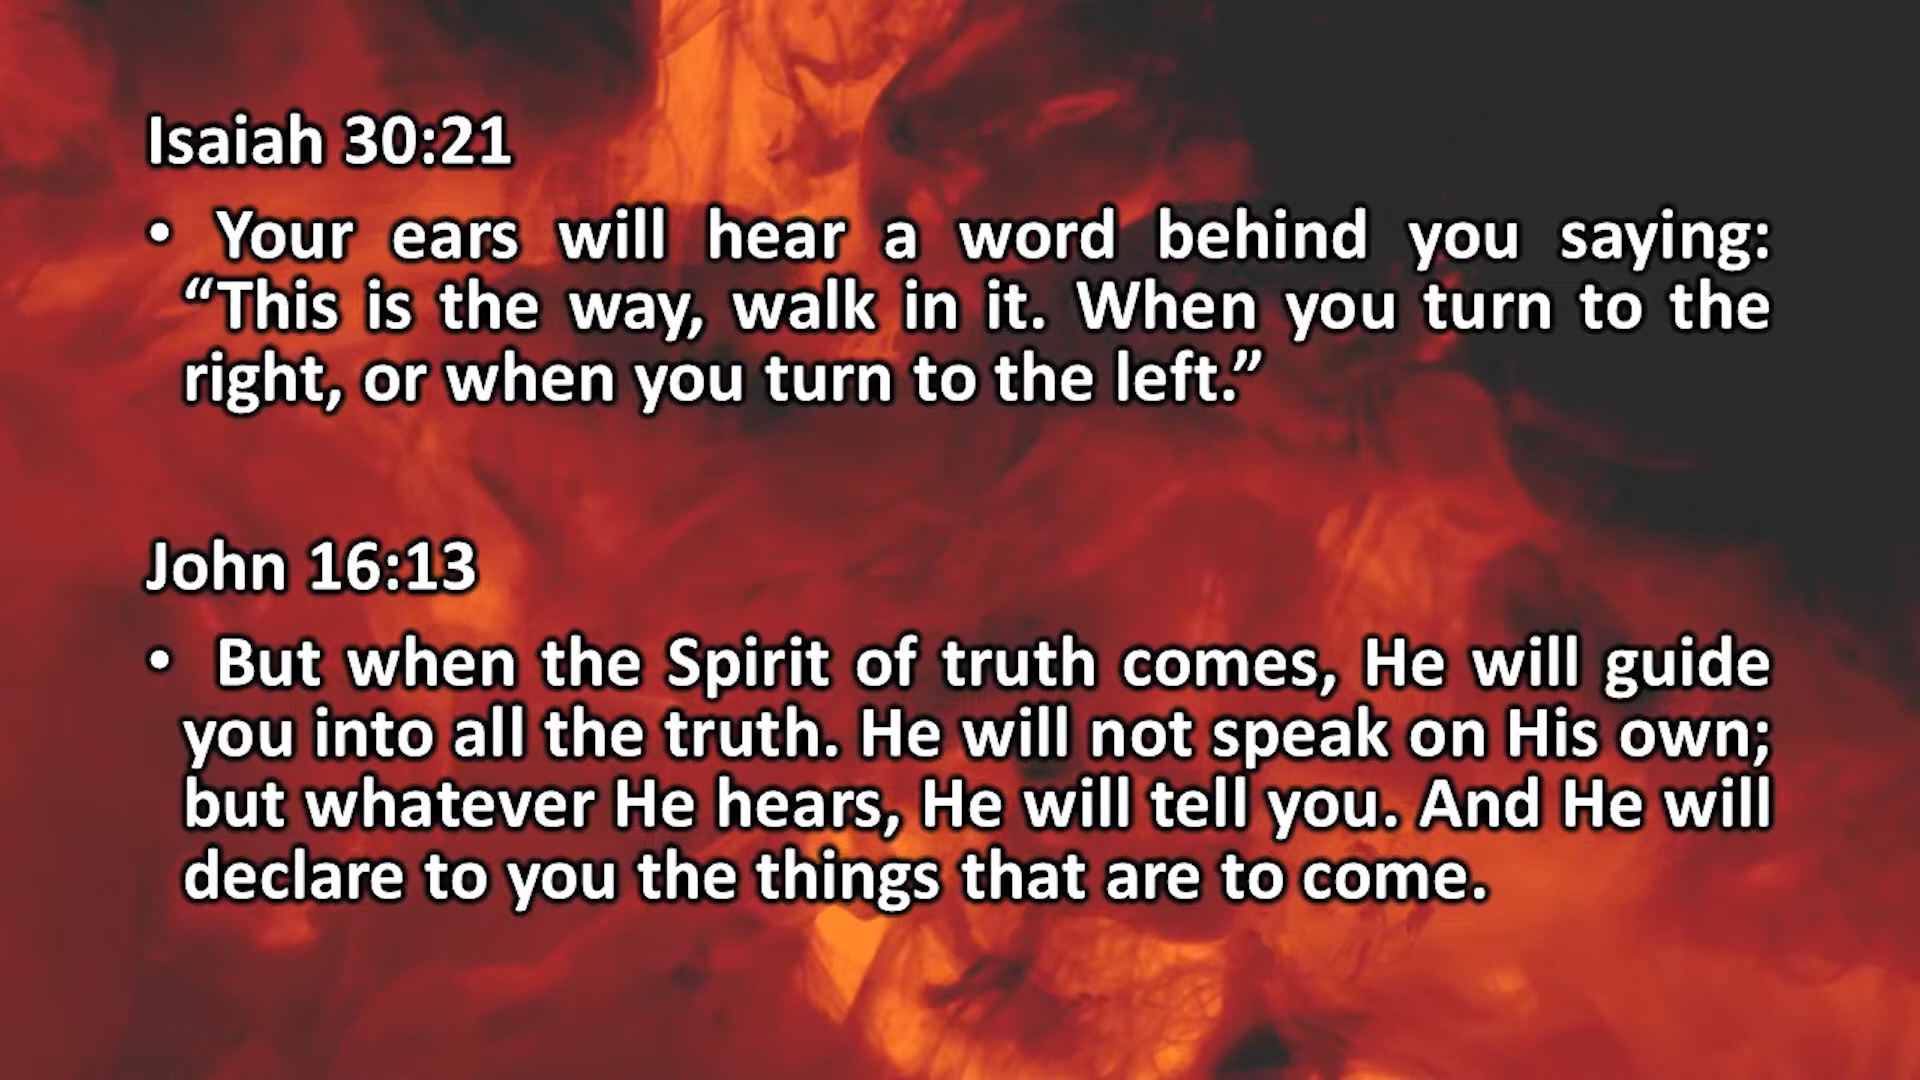 Isaiah 30:21
• Your ears will hear a word behind you saying:
“This is the way, walk in it. When you turn to the
right, or when you turn to the left.”
John 16:13
• But when the Spirit of truth comes, He will guide
you into all the truth. He will not speak on His own;
but whatever He hears, He will tell you. And He will
declare to you the things that are to come.